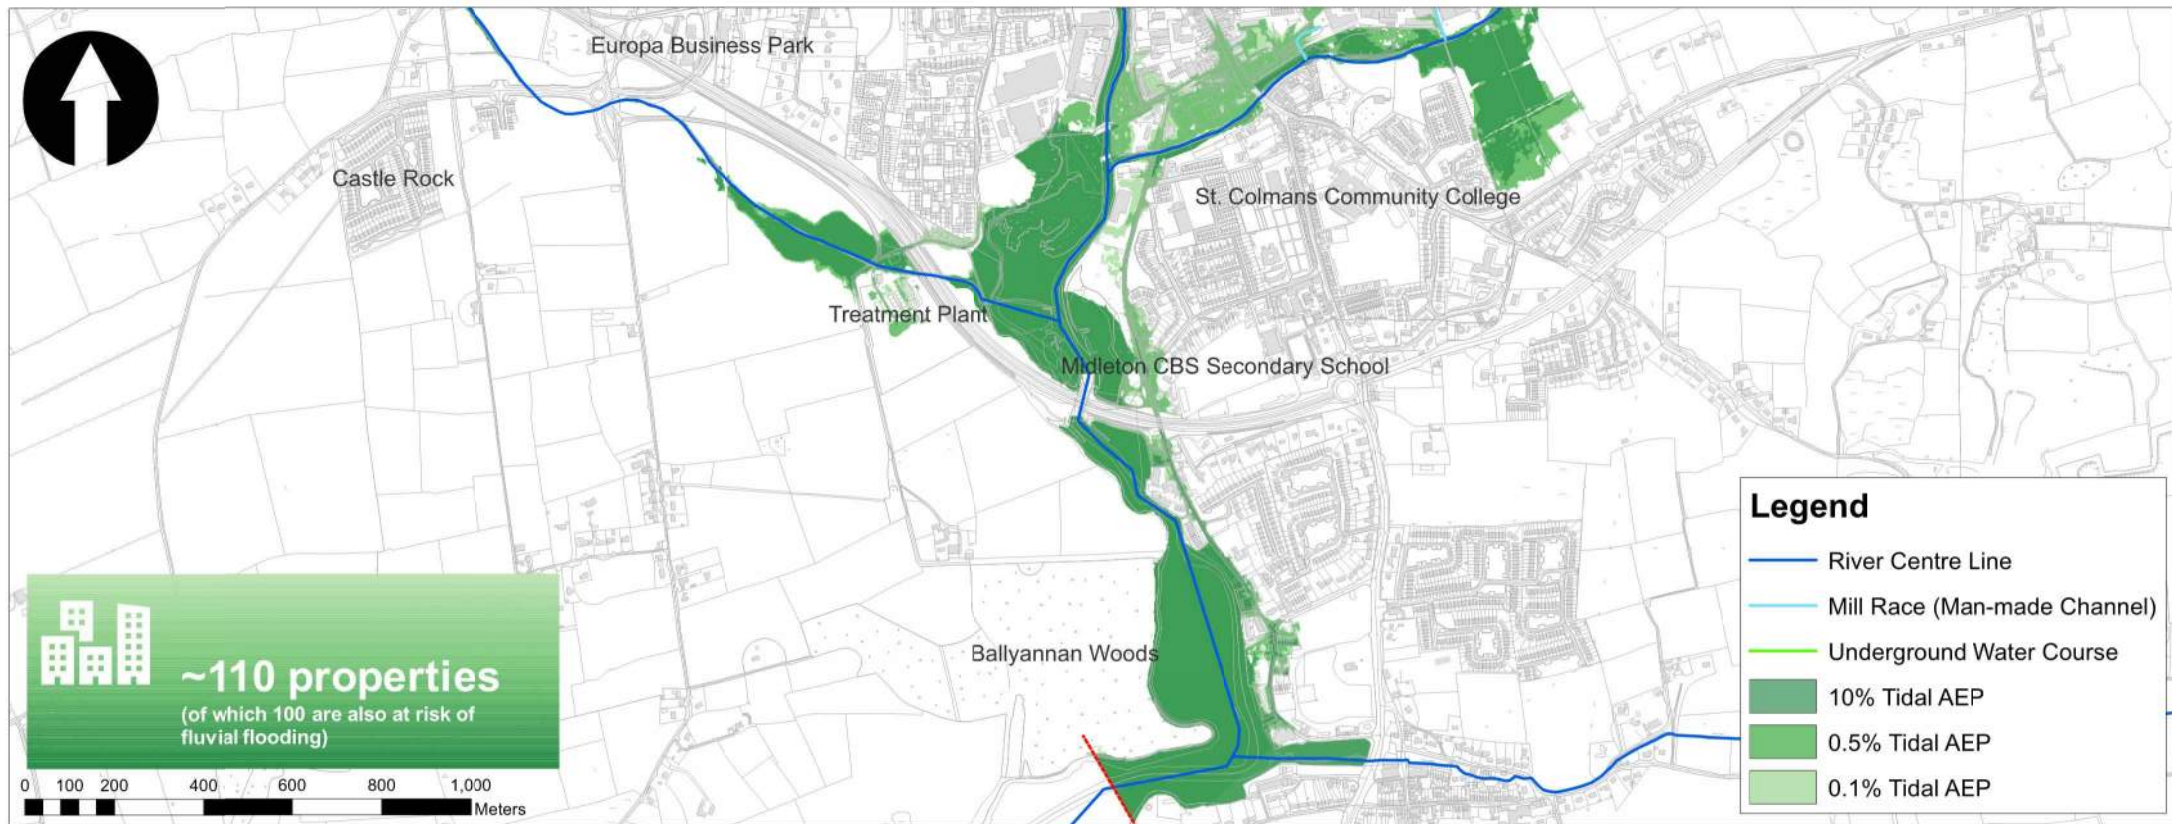 Europa Business Park
Castle Rock
St. Colmans Community College
Treatment Plant
Midleton CBS Secondary School
Ballyannan Woods
~110 properties
(of which 100 are also at risk of
fluvial flooding)
0 100 200 400 600 800 1,000
Meters
Legend
River Centre Line
Mill Race (Man-made Channel)
Underground Water Course
10% Tidal AEP
0.5% Tidal AEP
0.1% Tidal AEP